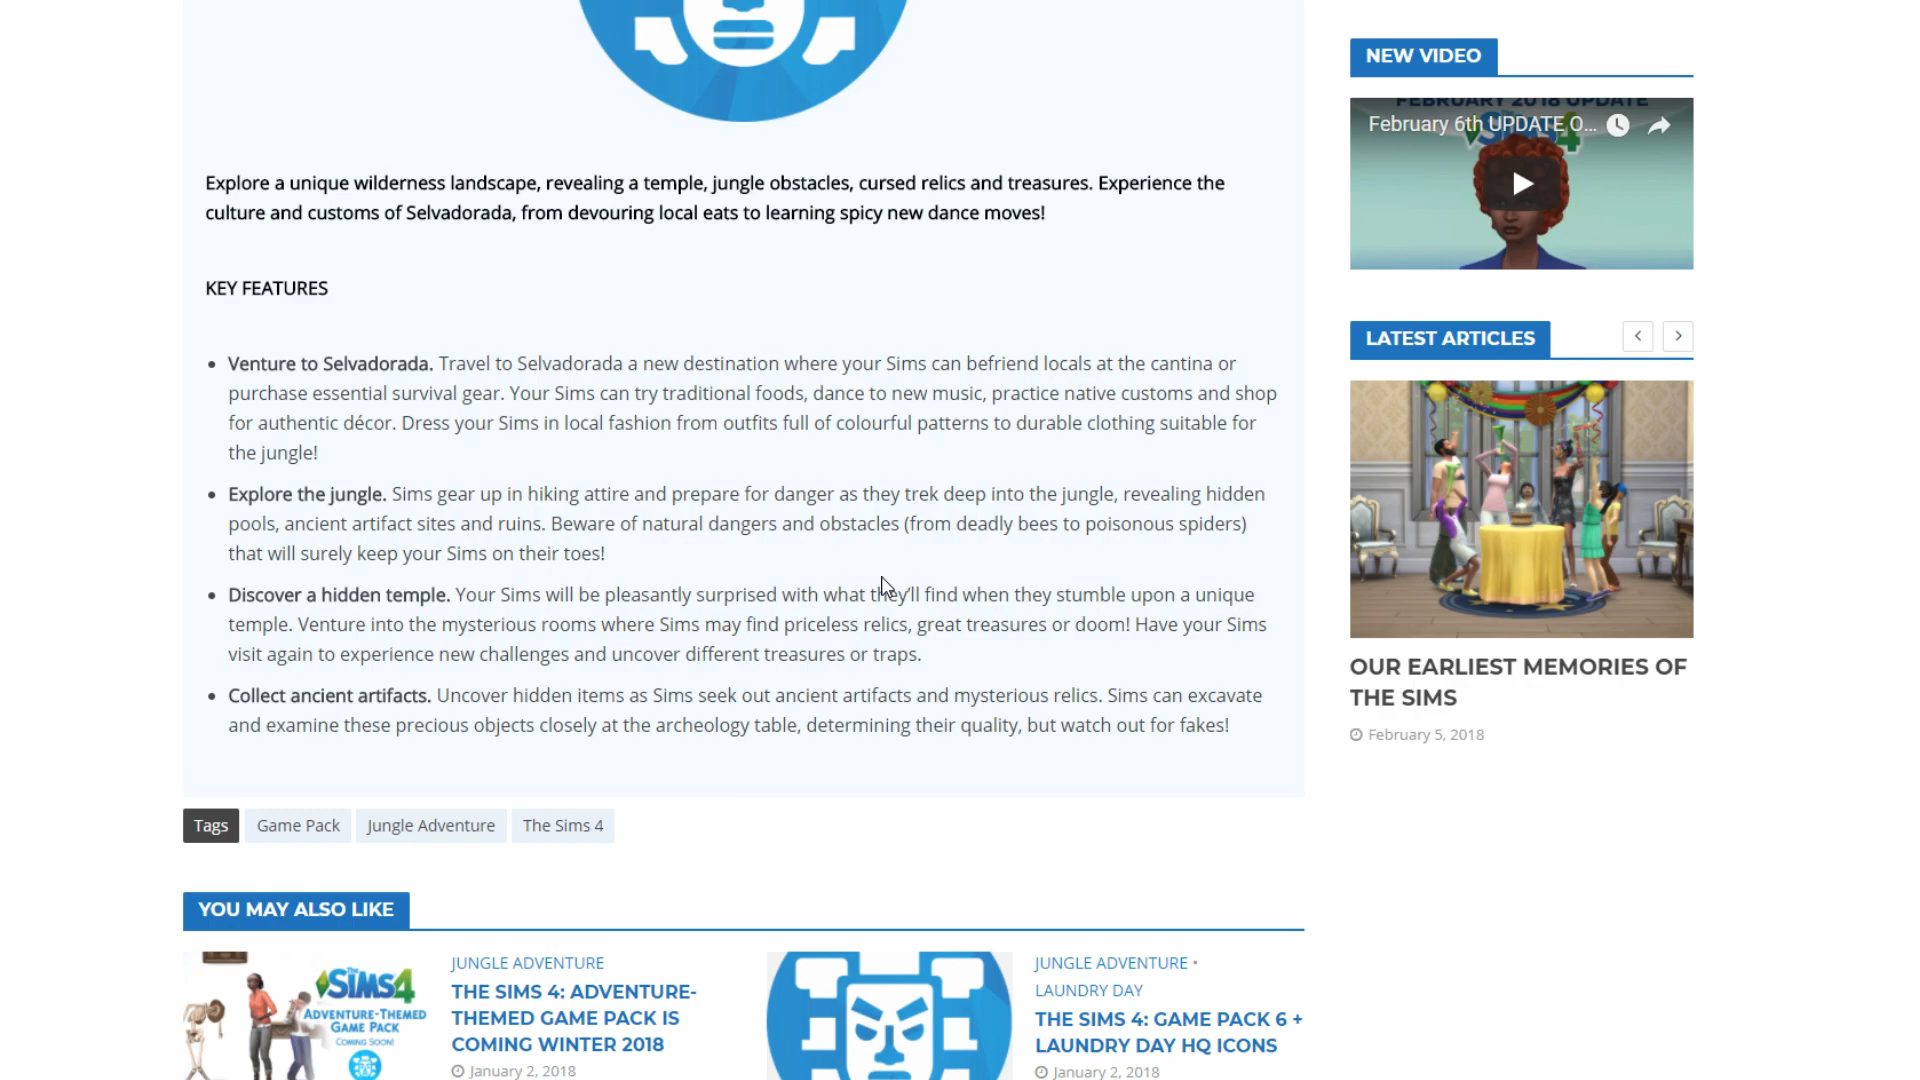 Explore a unique wilderness landscape, revealing a temple, jungle obstacles, cursed relics and treasures. Experience the
culture and customs of Selvadorada, from devouring local eats to learning spicy new dance moves!
KEY FEATURES
• Venture to Selvadorada. Travel to Selvadorada a new destination where your Sims can befriend locals at the cantina or
purchase essential survival gear. Your Sims can try traditional foods, dance to new music, practice native customs and shop
for authentic décor. Dress your Sims in local fashion from outfits full of colourful patterns to durable clothing suitable for
the jungle!
• Explore the jungle. Sims gear up in hiking attire and prepare for danger as they trek deep into the jungle, revealing hidden
pools, ancient artifact sites and ruins. Beware of natural dangers and obstacles (from deadly bees to poisonous spiders)
that will surely keep your Sims on their toes!
• Discover a hidden temple. Your Sims will be pleasantly surprised with what they'll find when they stumble upon a unique
temple. Venture into the mysterious rooms where Sims may find priceless relics, great treasures or doom! Have your Sims
visit again to experience new challenges and uncover different treasures or traps.
• Collect ancient artifacts. Uncover hidden items as Sims seek out ancient artifacts and mysterious relics. Sims can excavate
and examine these precious objects closely at the archeology table, determining their quality, but watch out for fakes!
Tags Game Pack Jungle Adventure The Sims 4
YOU MAY ALSO LIKE
The SIMS 4
ADVENTURE-THEMED
GAME PACK
COMING SOON!
JUNGLE ADVENTURE
THE SIMS 4: ADVENTURE-
THEMED GAME PACK IS
COMING WINTER 2018
January 2, 2018
JUNGLE ADVENTURE •
LAUNDRY DAY
THE SIMS 4: GAME PACK 6 +
LAUNDRY DAY HQ ICONS
January 2, 2018
NEW VIDEO
FEBRUARY 2018 UPDATE
February 6th UPDATE O...
LATEST ARTICLES
OUR EARLIEST MEMORIES OF
THE SIMS
February 5, 2018